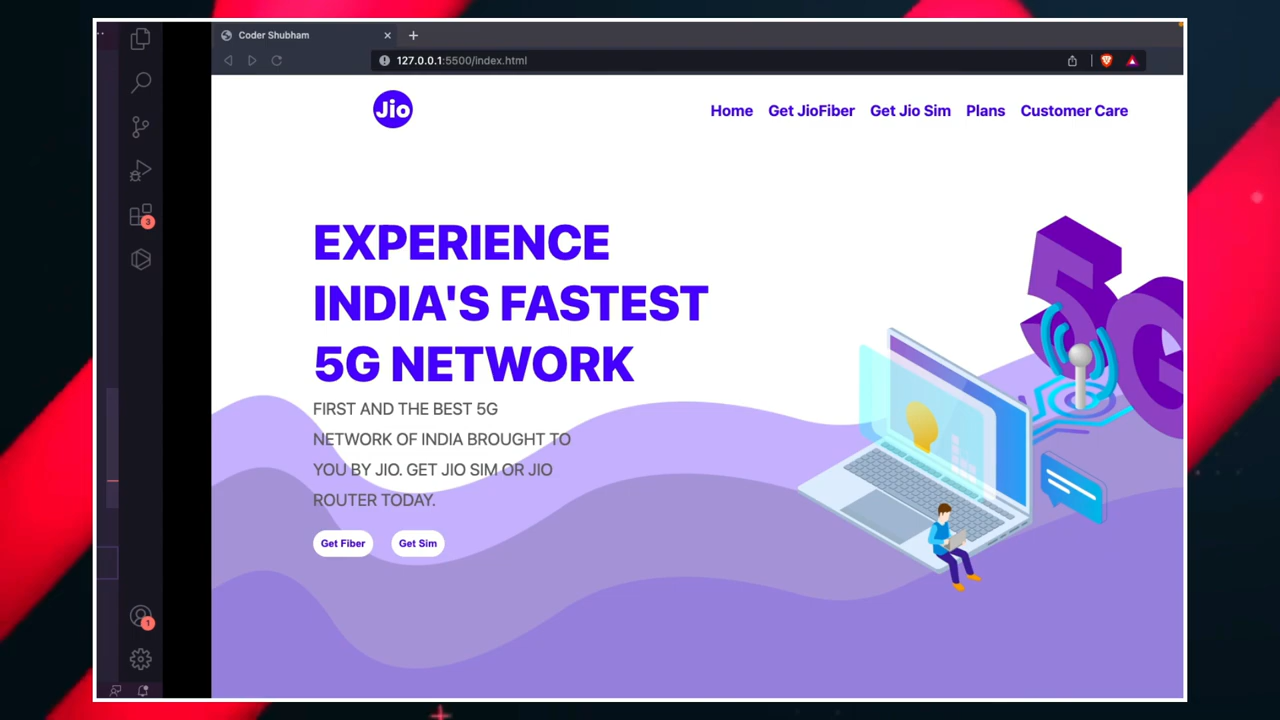 Coder Shubham
127.0.0.1:5500/index.html
Jio
Home Get JioFiber Get Jio Sim Plans Customer Care
EXPERIENCE
INDIA'S FASTEST
5G NETWORK
FIRST AND THE BEST 5G
NETWORK OF INDIA BROUGHT TO
YOU BY JIO. GET JIO SIM OR JIO
ROUTER TODAY.
Get Fiber Get Sim
5G
3
1